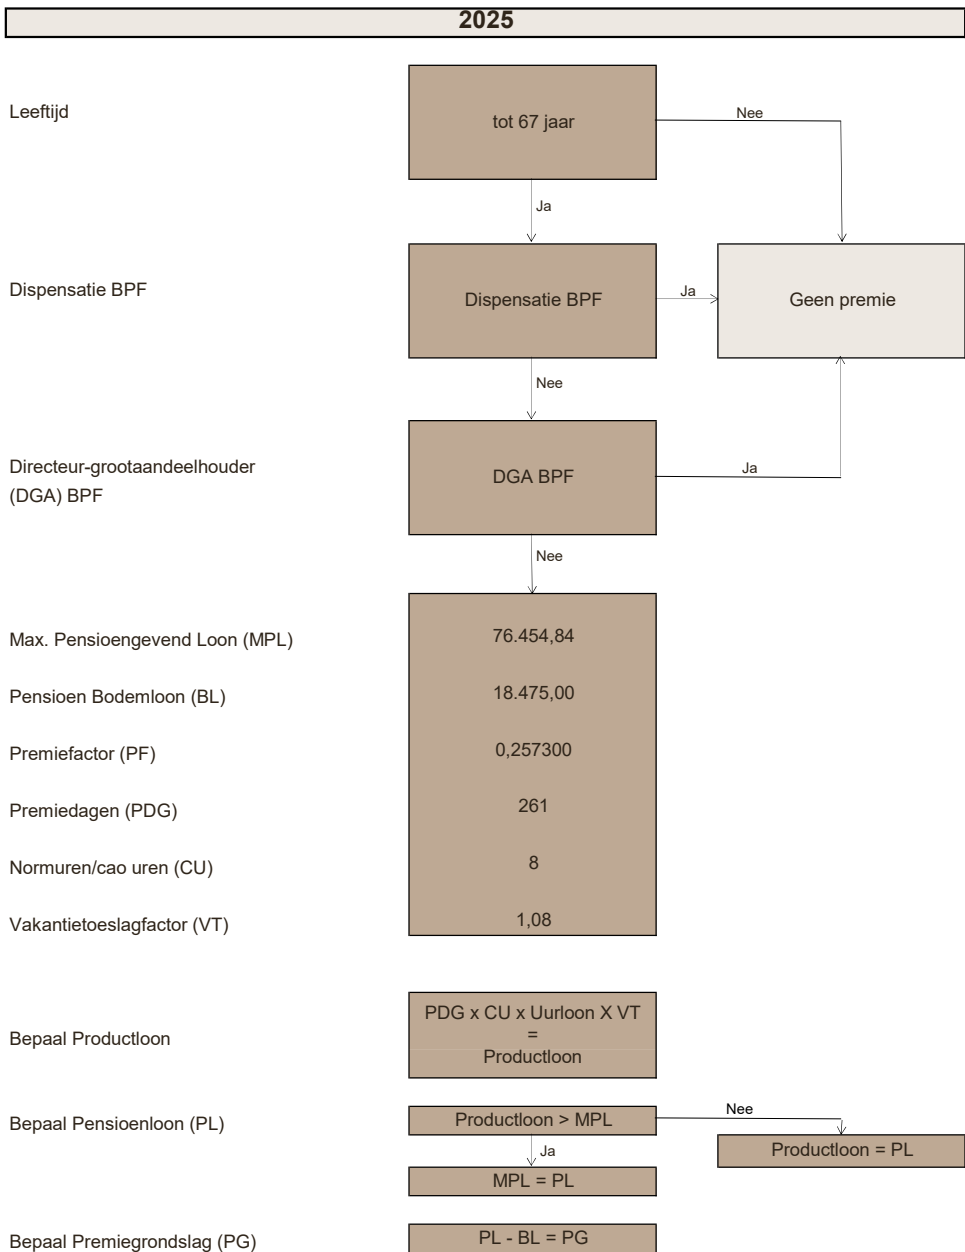 2025
Leeftijd
tot 67 jaar
Nee
Ja
Dispensatie BPF
Dispensatie BPF
Ja
Geen premie
Nee
Directeur-grootaandeelhouder
(DGA) BPF
DGA BPF
Ja
Nee
Max. Pensioengevend Loon (MPL)
76.454,84
Pensioen Bodemloon (BL)
18.475,00
Premiefactor (PF)
0,257300
Premiedagen (PDG)
261
Normuren/cao uren (CU)
8
Vakantietoeslagfactor (VT)
1,08
Bepaal Productloon
PDG x CU x Uurloon X VT
=
Productloon
Bepaal Pensioenloon (PL)
Productloon > MPL
Nee
Productloon = PL
Ja
MPL = PL
Bepaal Premiegrondslag (PG)
PL - BL = PG